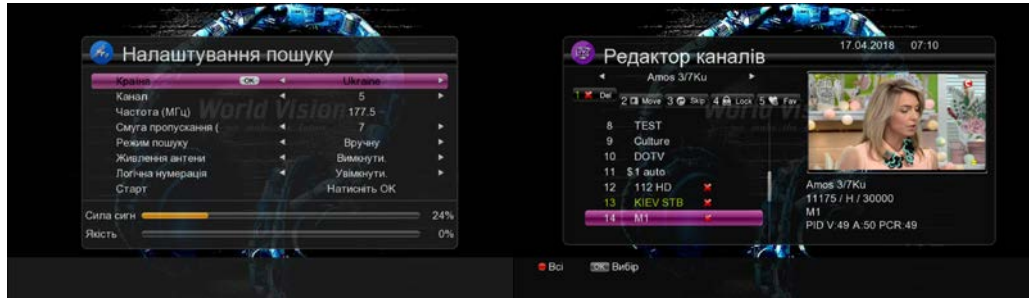 Налаштування пошуку
Країна OK Ukraine
Канал 5
Частота (МГц) 177.5
Смуга пропускання ( 7
Режим пошуку Вручну
Живлення антени Вимкнути.
Логічна нумерація Увімкнути.
Старт Натисніть OK
Сила сигн 24%
Якість 0%
World Vision
17.04.2018 07:10
Редактор каналів
Amos 3/7Ku
1 Del 2 Move 3 Skip 4 Lock 5 Fav
8 TEST
9 Culture
10 DOTV
11 $1 auto
12 112 HD
13 KIEV STB
14 M1
Amos 3/7Ku
11175 / H / 30000
M1
PID V:49 A:50 PCR:49
Всі OK Вибір